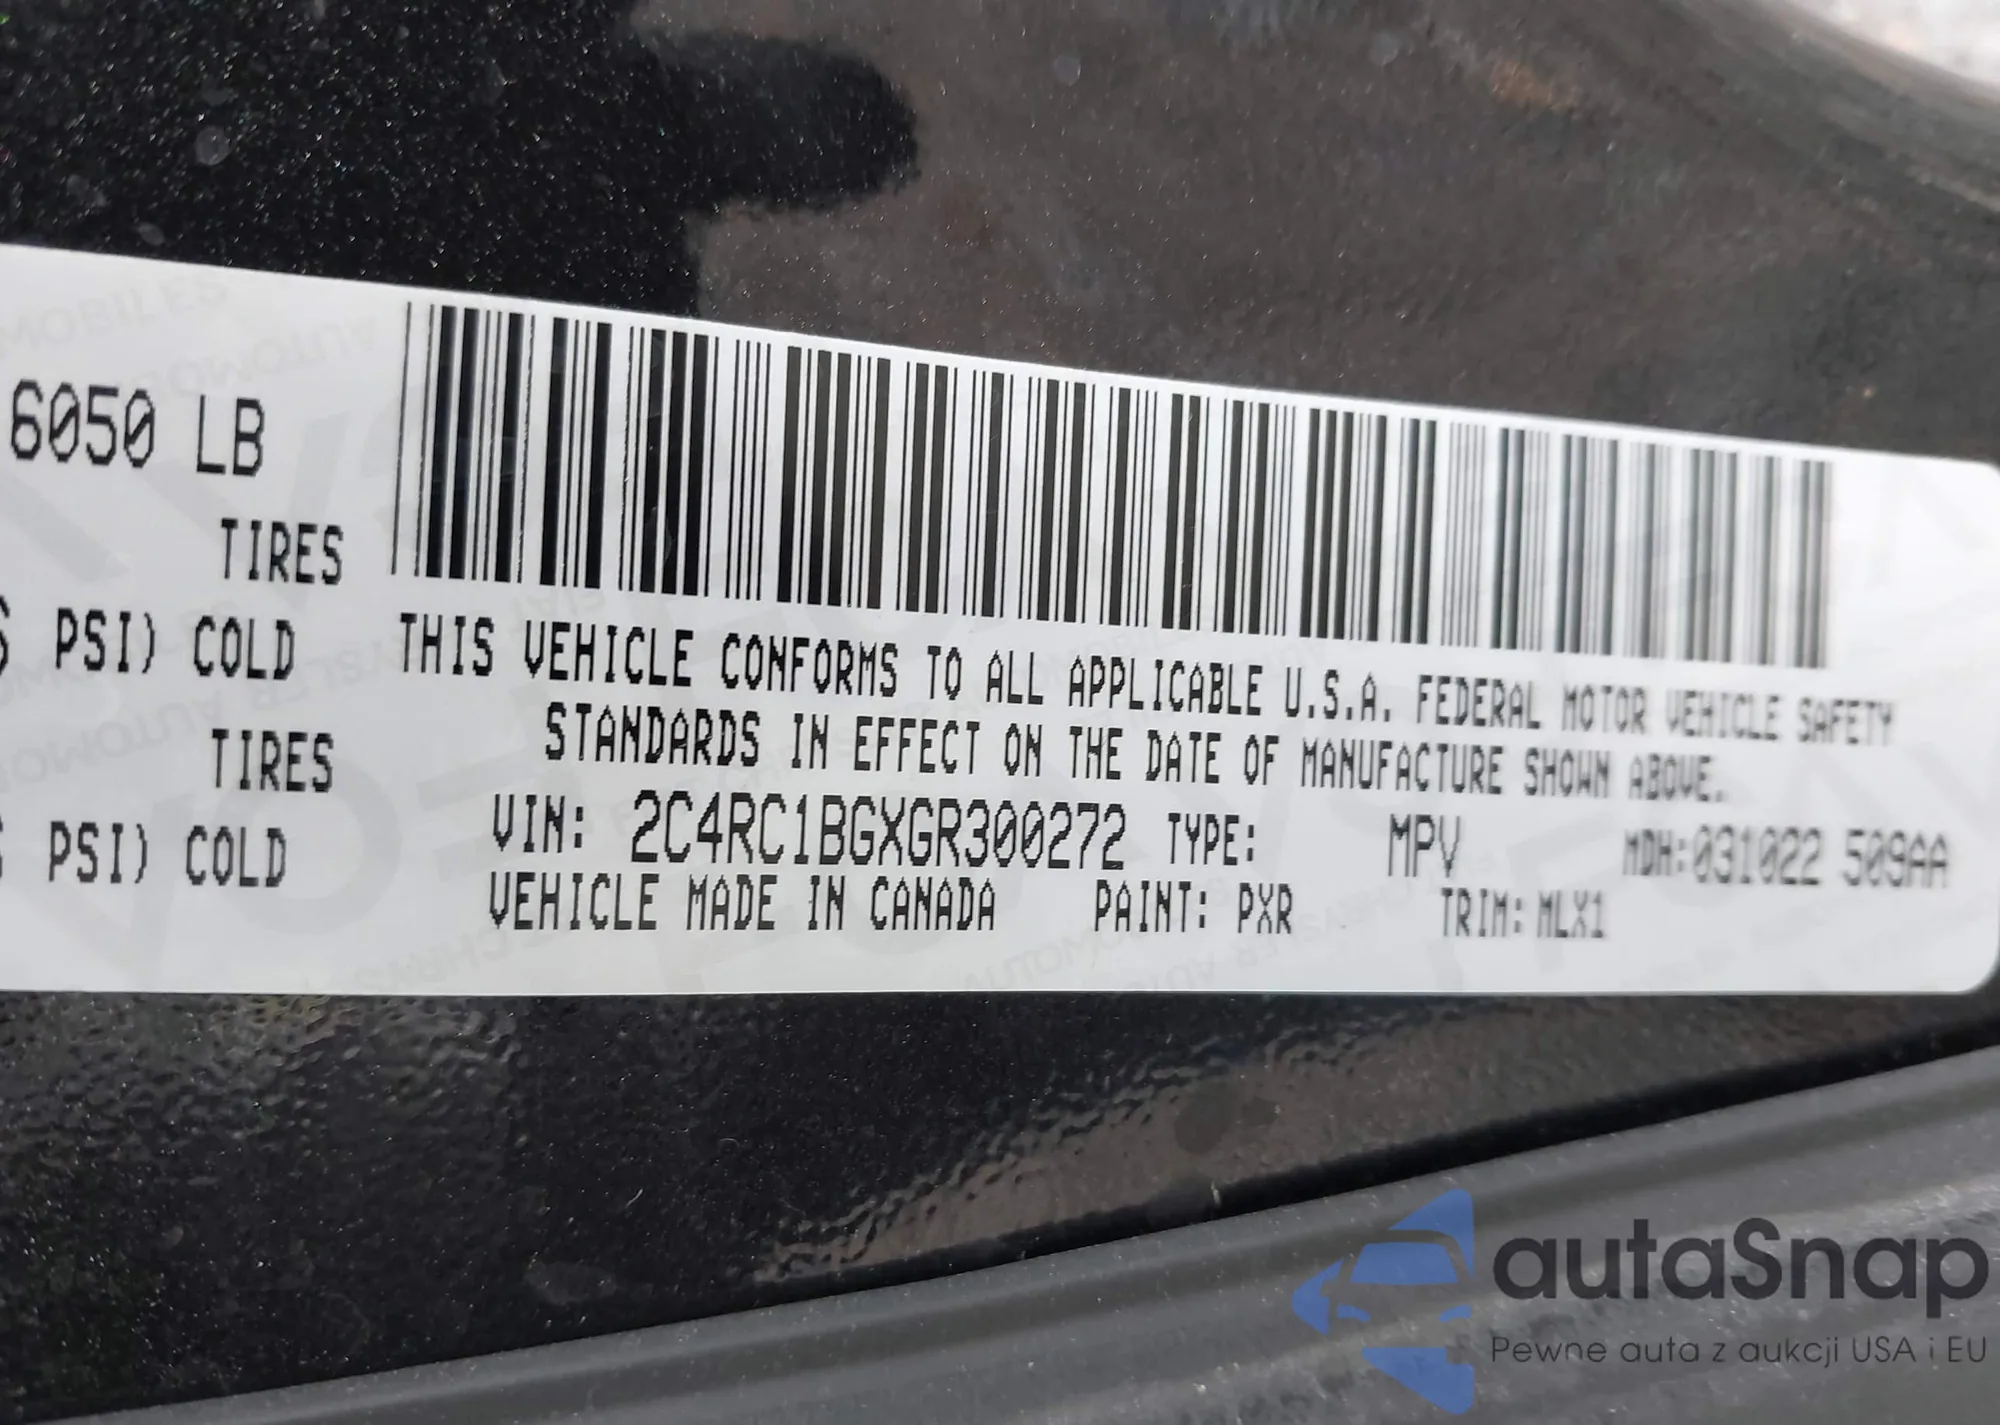 6050 LB
TIRES
PSI) COLD
TIRES
PSI) COLD
THIS VEHICLE CONFORMS TO ALL APPLICABLE U.S.A. FEDERAL MOTOR VEHICLE SAFETY
STANDARDS IN EFFECT ON THE DATE OF MANUFACTURE SHOWN ABOVE.
VIN: 2C4RC1BGXGR300272 TYPE: MPV MDH:031022 509AA
VEHICLE MADE IN CANADA PAINT: PXR TRIM: MLX1
autaSnap
Pewne auta z aukcji USA i EU